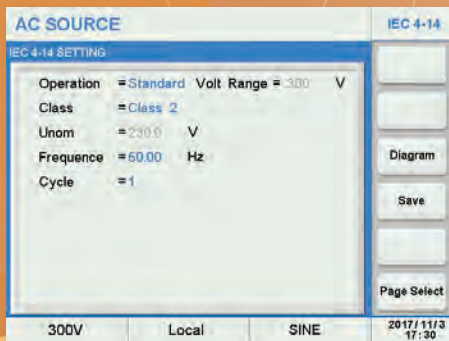 AC SOURCE
IEC 4-14
IEC 4-14 SETTING
Operation =Standard Volt Range = 300 V
Class =Class 2
Unom =230.0 V
Frequence =60.00 Hz
Cycle =1
Diagram
Save
Page Select
300V Local SINE 2017/11/3
17:30